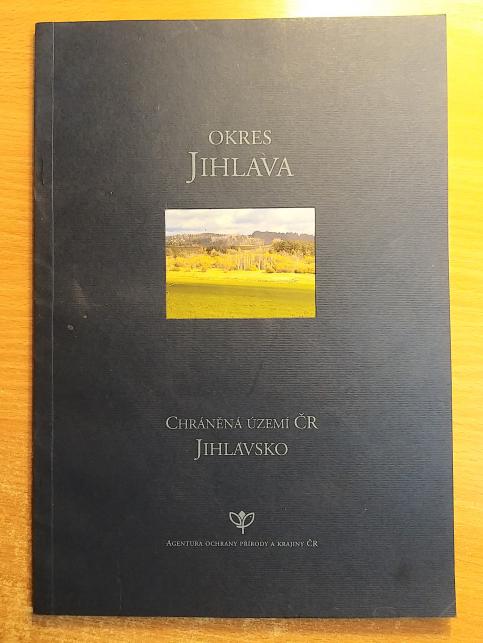 OKRES
JIHLAVA
CHRÁNĚNÁ ÚZEMÍ ČR
JIHLAVSKO
AGENTURA OCHRANY PŘÍRODY A KRAJINY ČR